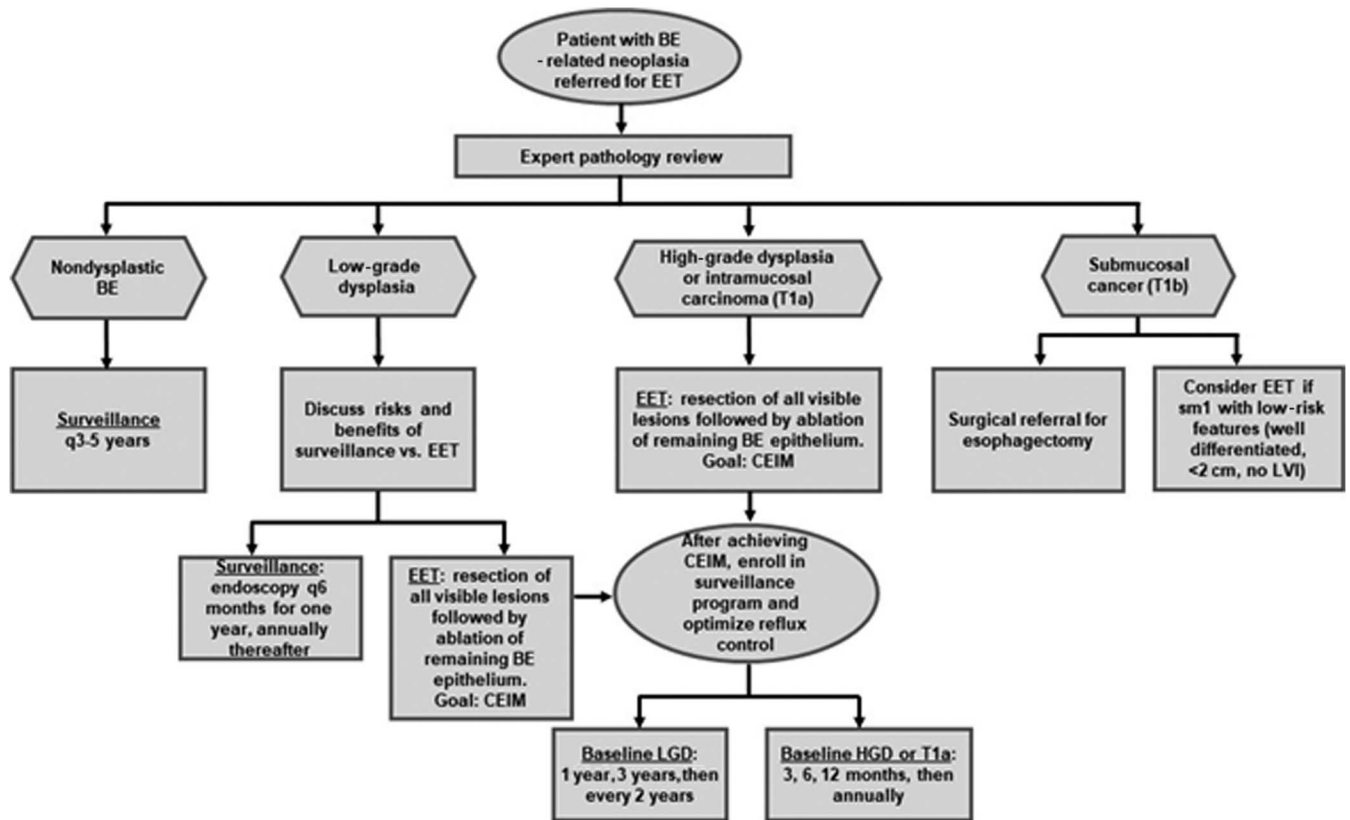 Patient with BE
- related neoplasia
referred for EET
Expert pathology review
Nondysplastic
BE
Low-grade
dysplasia
High-grade dysplasia
or intramucosal
carcinoma (T1a)
Submucosal
cancer (T1b)
Surveillance
q3-5 years
Discuss risks and
benefits of
surveillance vs. EET
EET: resection of all visible
lesions followed by ablation
of remaining BE epithelium.
Goal: CEIM
Surgical referral for
esophagectomy
Consider EET if
sm1 with low-risk
features (well
differentiated,
<2 cm, no LVI)
Surveillance:
endoscopy q6
months for one
year, annually
thereafter
EET: resection of
all visible lesions
followed by
ablation of
remaining BE
epithelium.
Goal: CEIM
After achieving
CEIM, enroll in
surveillance
program and
optimize reflux
control
Baseline LGD:
1 year, 3 years, then
every 2 years
Baseline HGD or T1a:
3, 6, 12 months, then
annually